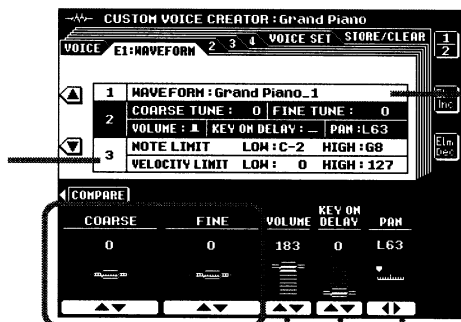 CUSTOM VOICE CREATOR : Grand Piano
VOICE E1:WAVEFORM 2 3 4 VOICE SET STORE/CLEAR 1 2
1 WAVEFORM : Grand Piano_1
Inc
2 COARSE TUNE : 0 FINE TUNE : 0
VOLUME : KEY ON DELAY : PAN : L63
3 NOTE LIMIT LOW : C-2 HIGH : G8
Elm Dec
VELOCITY LIMIT LOW : 0 HIGH : 127
COMPARE
COARSE FINE VOLUME KEY ON DELAY PAN
0 0 183 0 L63